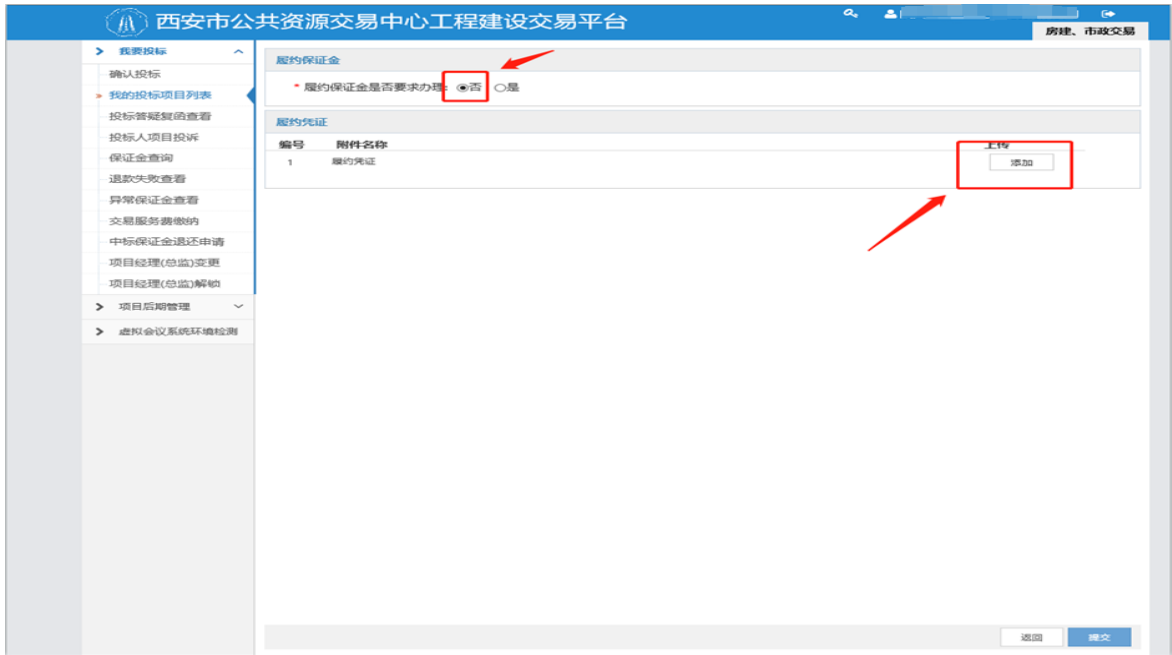 西安市公共资源交易中心工程建设交易平台
房建、市政交易
我要投标
确认投标
我的投标项目列表
投标答疑复函查看
投标人项目投诉
保证金查询
退款失败查看
异常保证金查看
交易服务费缴纳
中标保证金退还申请
项目经理(总监)变更
项目经理(总监)解锁
项目后期管理
虚拟会议系统环境检测
履约保证金
* 履约保证金是否要求办理: 否 是
履约凭证
编号 附件名称 上传
1 履约凭证 添加
返回 提交